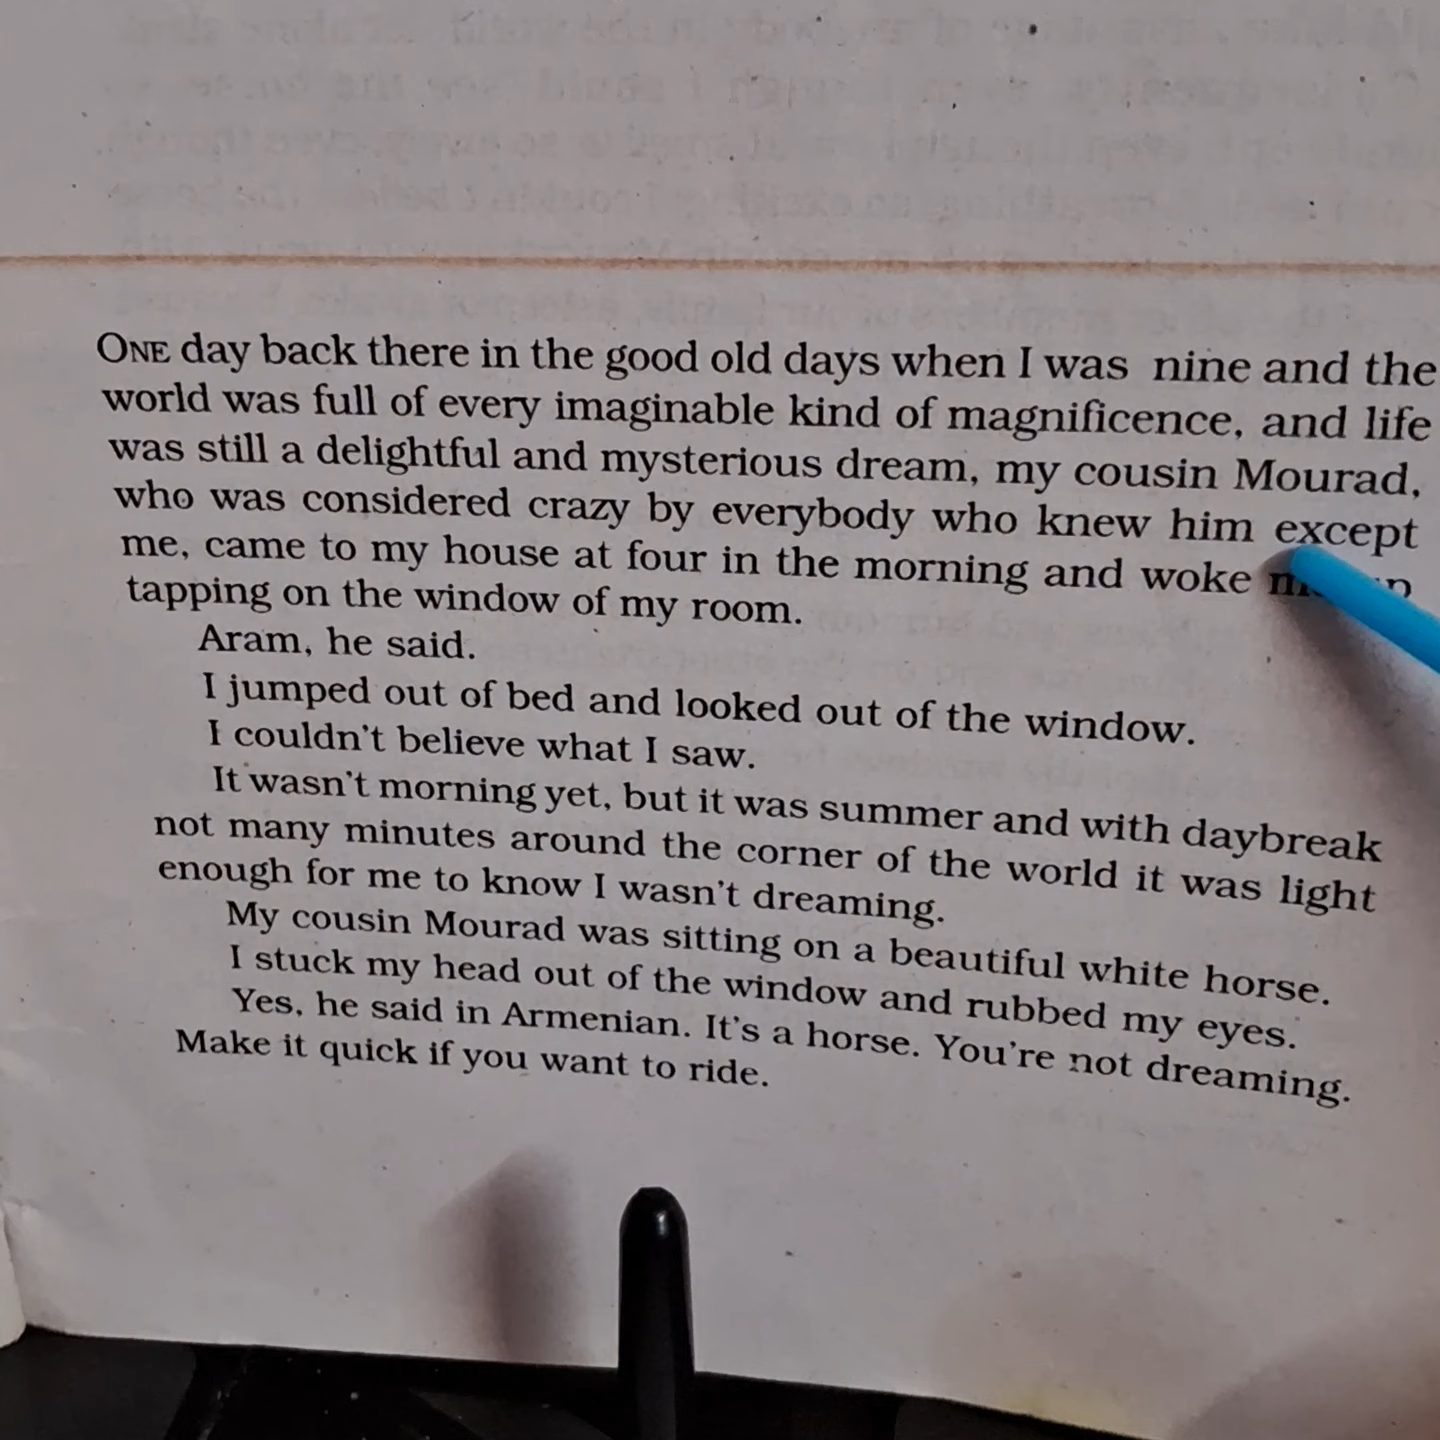 ONE day back there in the good old days when I was nine and the
world was full of every imaginable kind of magnificence, and life
was still a delightful and mysterious dream, my cousin Mourad,
who was considered crazy by everybody who knew him except
me, came to my house at four in the morning and woke
tapping on the window of my room.
Aram, he said.
I jumped out of bed and looked out of the window.
I couldn't believe what I saw.
It wasn't morning yet, but it was summer and with daybreak
not many minutes around the corner of the world it was light
enough for me to know I wasn't dreaming.
My cousin Mourad was sitting on a beautiful white horse.
I stuck my head out of the window and rubbed my eyes.
Yes, he said in Armenian. It's a horse. You're not dreaming.
Make it quick if you want to ride.